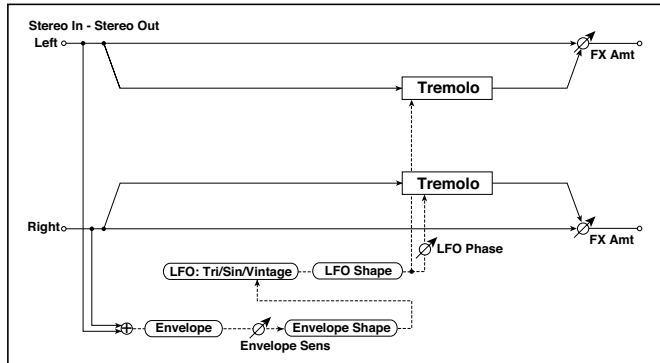 Stereo In - Stereo Out
Left
FX Amt
Tremolo
Tremolo
Right
FX Amt
LFO Phase
LFO: Tri/Sin/Vintage
LFO Shape
Envelope
Envelope Shape
Envelope Sens